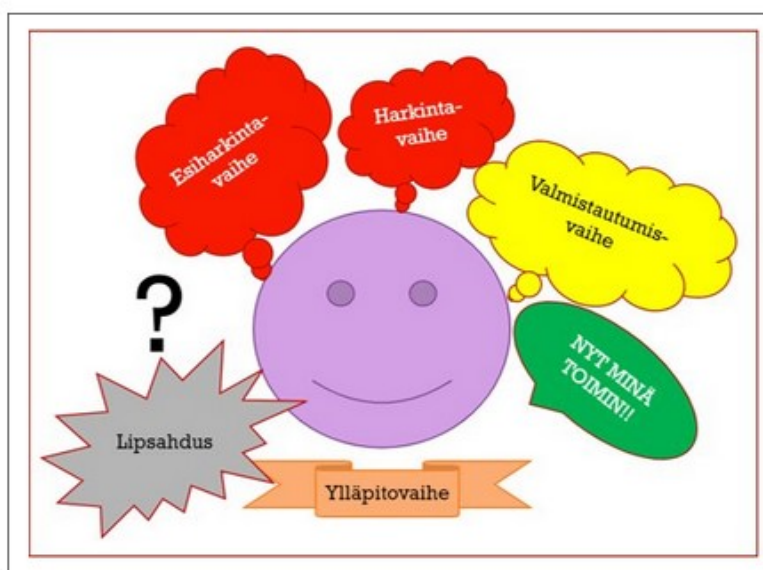 Esiharkinta-
vaihe
Harkinta-
vaihe
Valmistautumis-
vaihe
NYT MINÄ
TOIMIN!!
?
Lipsahdus
Ylläpitovaihe